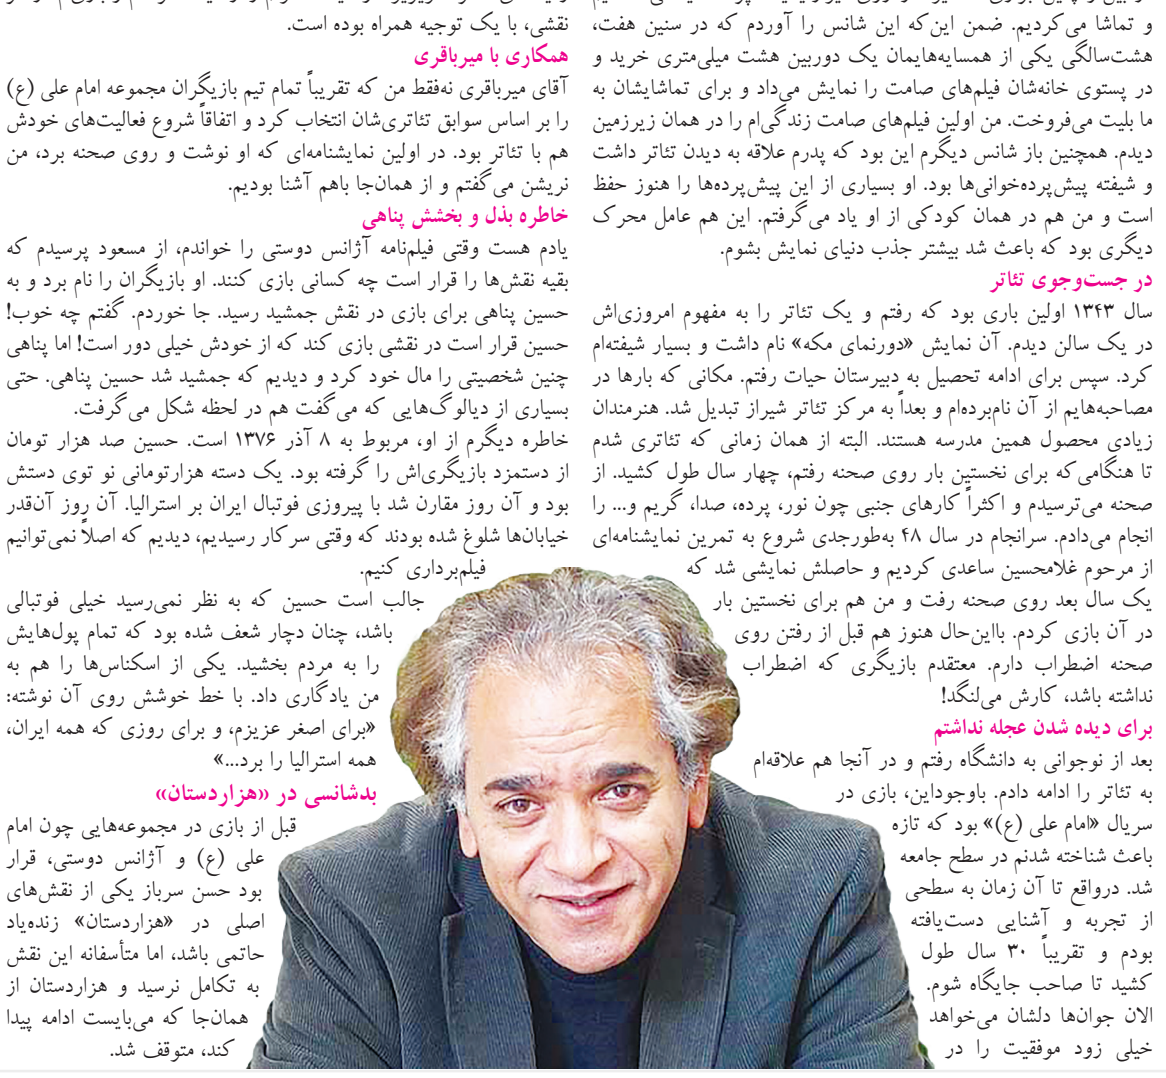 و تماشا می‌کردیم. ضمن این‌که این شانس را آوردم که در سنین هفت،
هشت‌سالگی یکی از همسایه‌هایمان یک دوربین هشت میلی‌متری خرید و
در پستوی خانه‌شان فیلم‌های صامت را نمایش می‌داد و برای تماشایشان به
ما بلیت می‌فروخت. من اولین فیلم‌های صامت زندگی‌ام را در همان زیرزمین
دیدم. همچنین باز شانس دیگرم این بود که پدرم علاقه به دیدن تئاتر داشت
و شیفته پیش‌پرده‌خوانی‌ها بود. او بسیاری از این پیش‌پرده‌ها را هنوز حفظ
است و من هم در همان کودکی از او یاد می‌گرفتم. این هم عامل محرک
دیگری بود که باعث شد بیشتر جذب دنیای نمایش بشوم.
در جست‌وجوی تئاتر
سال ۱۳۴۳ اولین باری بود که رفتم و یک تئاتر را به مفهوم امروزی‌اش
در یک سالن دیدم. آن نمایش «دورنمای مکه» نام داشت و بسیار شیفته‌ام
کرد. سپس برای ادامه تحصیل به دبیرستان حیات رفتم. مکانی که بارها در
مصاحبه‌هایم از آن نام‌برده‌ام و بعداً به مرکز تئاتر شیراز تبدیل شد. هنرمندان
زیادی محصول همین مدرسه هستند. البته از همان زمانی که تئاتری شدم
تا هنگامی‌که برای نخستین بار روی صحنه رفتم، چهار سال طول کشید. از
صحنه می‌ترسیدم و اکثراً کارهای جنبی چون نور، پرده، صدا، گریم و... را
انجام می‌دادم. سرانجام در سال ۴۸ به‌طورجدی شروع به تمرین نمایشنامه‌ای
از مرحوم غلامحسین ساعدی کردیم و حاصلش نمایشی شد که
یک سال بعد روی صحنه رفت و من هم برای نخستین بار
در آن بازی کردم. بااین‌حال هنوز هم قبل از رفتن روی
صحنه اضطراب دارم. معتقدم بازیگری که اضطراب
نداشته باشد، کارش می‌لنگد!
برای دیده شدن عجله نداشتم
بعد از نوجوانی به دانشگاه رفتم و در آنجا هم علاقه‌ام
به تئاتر را ادامه دادم. باوجوداین، بازی در
سریال «امام علی (ع)» بود که تازه
باعث شناخته شدنم در سطح جامعه
شد. درواقع تا آن زمان به سطحی
از تجربه و آشنایی دست‌یافته
بودم و تقریباً ۳۰ سال طول
کشید تا صاحب جایگاه شوم.
الان جوان‌ها دلشان می‌خواهد
خیلی زود موفقیت را در
نقشی، با یک توجیه همراه بوده است.
همکاری با میرباقری
آقای میرباقری نه‌فقط من که تقریباً تمام تیم بازیگران مجموعه امام علی (ع)
را بر اساس سوابق تئاتری‌شان انتخاب کرد و اتفاقاً شروع فعالیت‌های خودش
هم با تئاتر بود. در اولین نمایشنامه‌ای که او نوشت و روی صحنه برد، من
نریشن می‌گفتم و از همان‌جا باهم آشنا بودیم.
خاطره بذل و بخشش پناهی
یادم هست وقتی فیلم‌نامه آژانس دوستی را خواندم، از مسعود پرسیدم که
بقیه نقش‌ها را قرار است چه کسانی بازی کنند. او بازیگران را نام برد و به
حسین پناهی برای بازی در نقش جمشید رسید. جا خوردم. گفتم چه خوب!
حسین قرار است در نقشی بازی کند که از خودش خیلی دور است! اما پناهی
چنین شخصیتی را مال خود کرد و دیدیم که جمشید شد حسین پناهی. حتی
بسیاری از دیالوگ‌هایی که می‌گفت هم در لحظه شکل می‌گرفت.
خاطره دیگرم از او، مربوط به ۸ آذر ۱۳۷۶ است. حسین صد هزار تومان
از دستمزد بازیگری‌اش را گرفته بود. یک دسته هزارتومانی نو توی دستش
بود و آن روز مقارن شد با پیروزی فوتبال ایران بر استرالیا. آن روز آن‌قدر
خیابان‌ها شلوغ شده بودند که وقتی سر کار رسیدیم، دیدیم که اصلاً نمی‌توانیم
فیلم‌برداری کنیم.
جالب است حسین که به نظر نمی‌رسید خیلی فوتبالی
باشد، چنان دچار شعف شده بود که تمام پول‌هایش
را به مردم بخشید. یکی از اسکناس‌ها را هم به
من یادگاری داد. با خط خوشش روی آن نوشته:
«برای اصغر عزیزم، و برای روزی که همه ایران،
همه استرالیا را برد...»
بدشانسی در «هزاردستان»
قبل از بازی در مجموعه‌هایی چون امام
علی (ع) و آژانس دوستی، قرار
بود حسن سرباز یکی از نقش‌های
اصلی در «هزاردستان» زنده‌یاد
حاتمی باشد، اما متأسفانه این نقش
به تکامل نرسید و هزاردستان از
همان‌جا که می‌بایست ادامه پیدا
کند، متوقف شد.